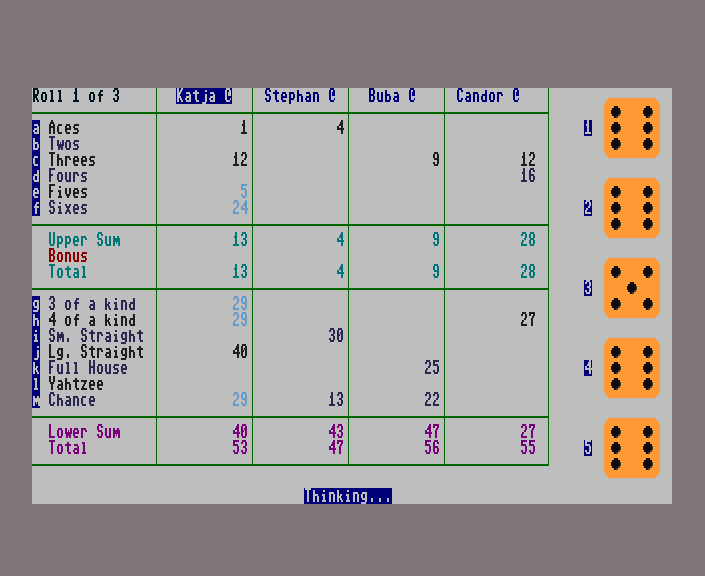 Roll 1 of 3 Katja @ Stephan @ Buba @ Candor @
a Aces 1 4 1
b Twos
c Threes 12 9 12
d Fours 16
e Fives 5
f Sixes 24 2
Upper Sum 13 4 9 28
Bonus
Total 13 4 9 28 3
g 3 of a kind 29
h 4 of a kind 29 27
i Sm. Straight 30
j Lg. Straight 40
k Full House 25 4
l Yahtzee
m Chance 29 13 22
Lower Sum 40 43 47 27
Total 53 47 56 55 5
Thinking...